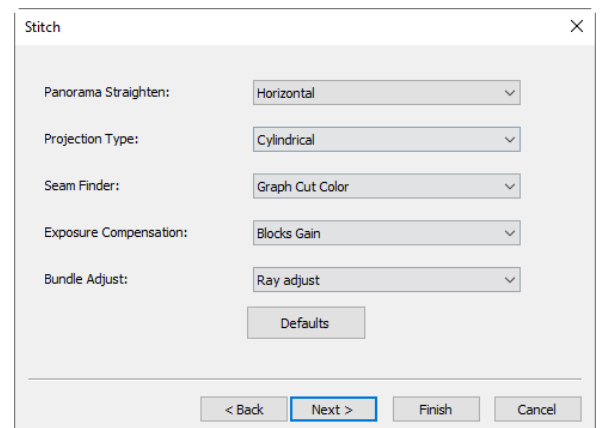 Stitch
Panorama Straighten: Horizontal
Projection Type: Cylindrical
Seam Finder: Graph Cut Color
Exposure Compensation: Blocks Gain
Bundle Adjust: Ray adjust
Defaults
< Back Next > Finish Cancel